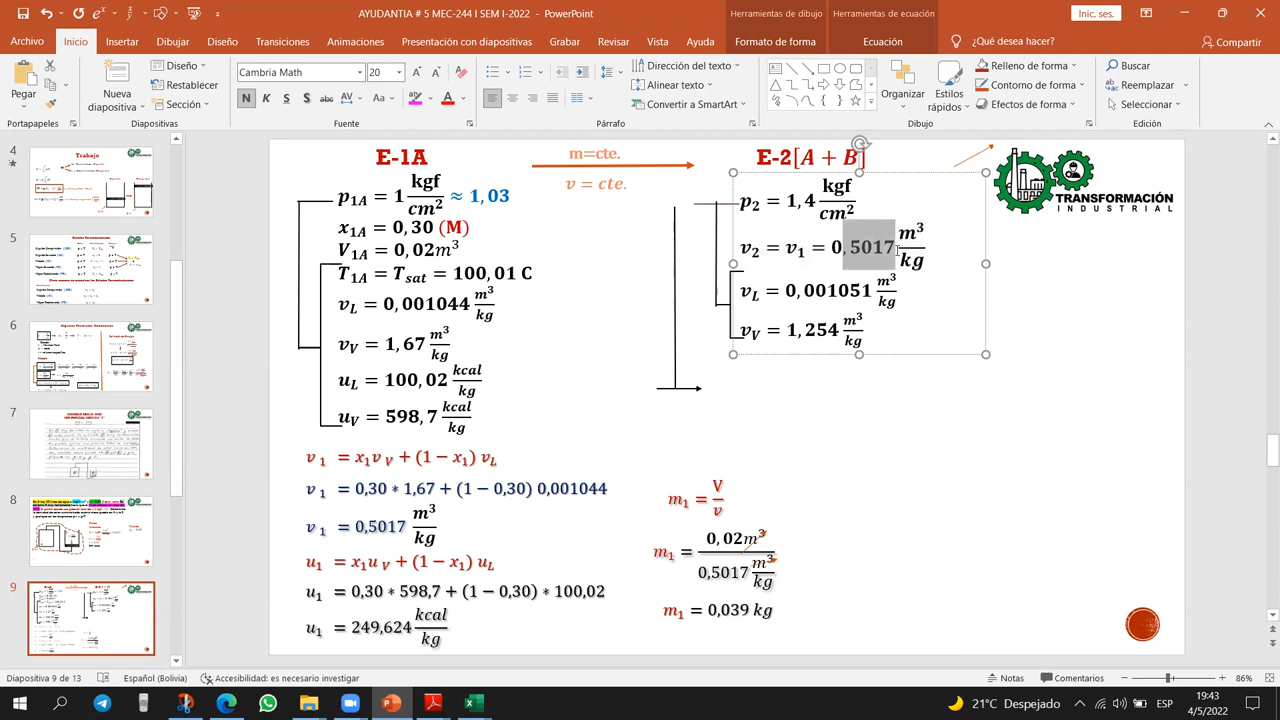 AYUDANTIA # 5 MEC-244 I SEM I-2022 - PowerPoint
Herramientas de dibujo
Herramientas de ecuación
Inic. ses.
Archivo Inicio Insertar Dibujar Diseño Transiciones Animaciones Presentación con diapositivas Grabar Revisar Vista Ayuda Formato de forma Ecuación ¿Qué desea hacer? Compartir
Pegar
Nueva diapositiva
Diseño
Restablecer
Sección
Cambria Math 20
N K S S abc AV Aa A
Dirección del texto
Alinear texto
Convertir a SmartArt
Organizar
Estilos rápidos
Relleno de forma
Contorno de forma
Efectos de forma
Buscar
Reemplazar
Seleccionar
Portapapeles Diapositivas Fuente Párrafo Dibujo Edición
4
Trabajo
6
7
8
9
E-1A
m=cte.
v = cte.
E-2[A + B]
TRANSFORMACIÓN
INDUSTRIAL
p1A = 1 kgf/cm² ≈ 1,03
x1A = 0,30 (M)
V1A = 0,02m³
T1A = Tsat = 100,01 C
vL = 0,001044 m³/kg
vV = 1,67 m³/kg
uL = 100,02 kcal/kg
uV = 598,7 kcal/kg
p2 = 1,4 kgf/cm²
v2 = v1 = 0,5017 m³/kg
vL = 0,001051 m³/kg
vV = 1,254 m³/kg
v1 = x1vV + (1 − x1) vL
v1 = 0,30 * 1,67 + (1 − 0,30) 0,001044
v1 = 0,5017 m³/kg
u1 = x1uV + (1 − x1) uL
u1 = 0,30 * 598,7 + (1 − 0,30) * 100,02
u1 = 249,624 kcal/kg
m1 = V/v
m1 = 0,02m³ / 0,5017 m³/kg
m1 = 0,039 kg
Diapositiva 9 de 13 Español (Bolivia) Accesibilidad: es necesario investigar Notas Comentarios 86%
21°C Despejado ESP 19:43
4/5/2022